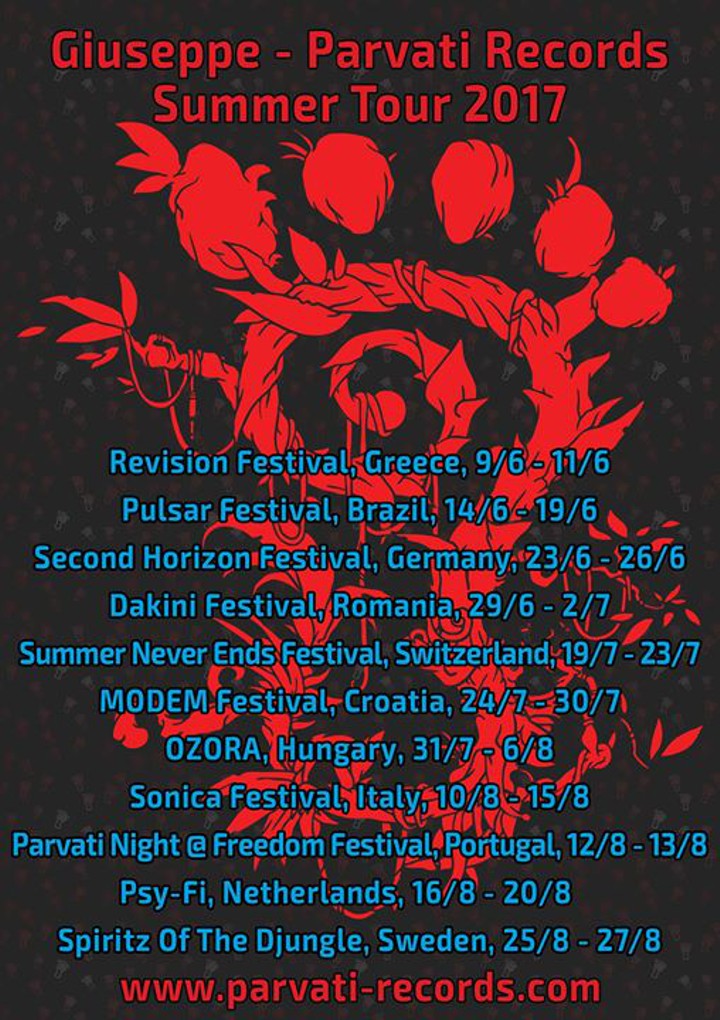 Giuseppe - Parvati Records
Summer Tour 2017
Revision Festival, Greece, 9/6 - 11/6
Pulsar Festival, Brazil, 14/6 - 19/6
Second Horizon Festival, Germany, 23/6 - 26/6
Dakini Festival, Romania, 29/6 - 2/7
Summer Never Ends Festival, Switzerland, 19/7 - 23/7
MODEM Festival, Croatia, 24/7 - 30/7
OZORA, Hungary, 31/7 - 6/8
Sonica Festival, Italy, 10/8 - 15/8
Parvati Night @ Freedom Festival, Portugal, 12/8 - 13/8
Psy-Fi, Netherlands, 16/8 - 20/8
Spiritz Of The Djungle, Sweden, 25/8 - 27/8
www.parvati-records.com